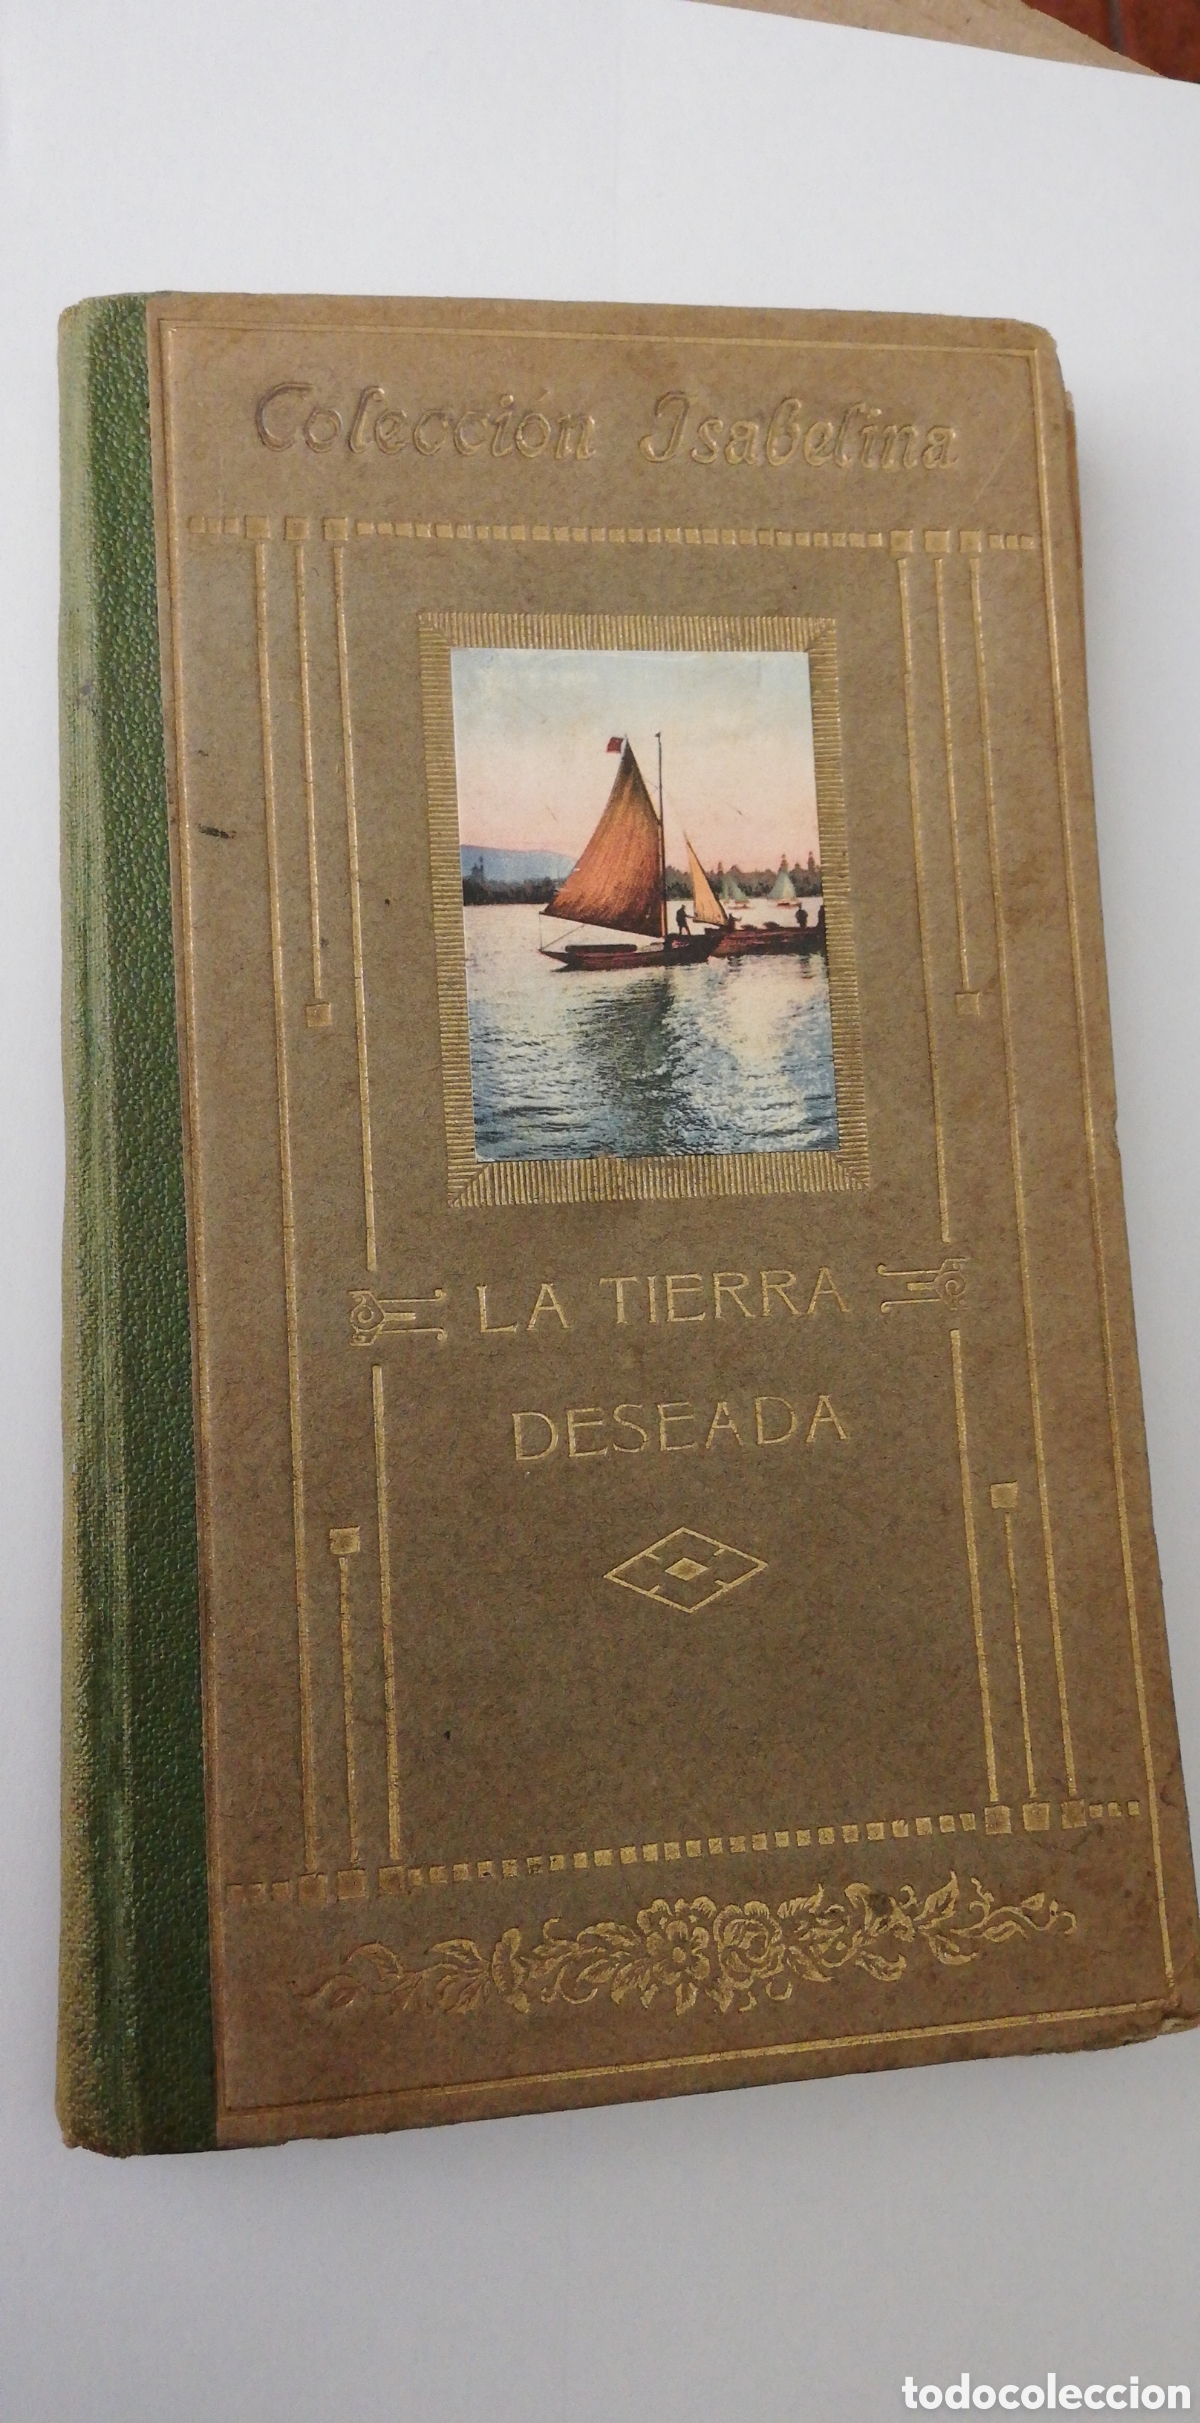 Colección Isabelina
LA TIERRA
DESEADA
todocoleccion